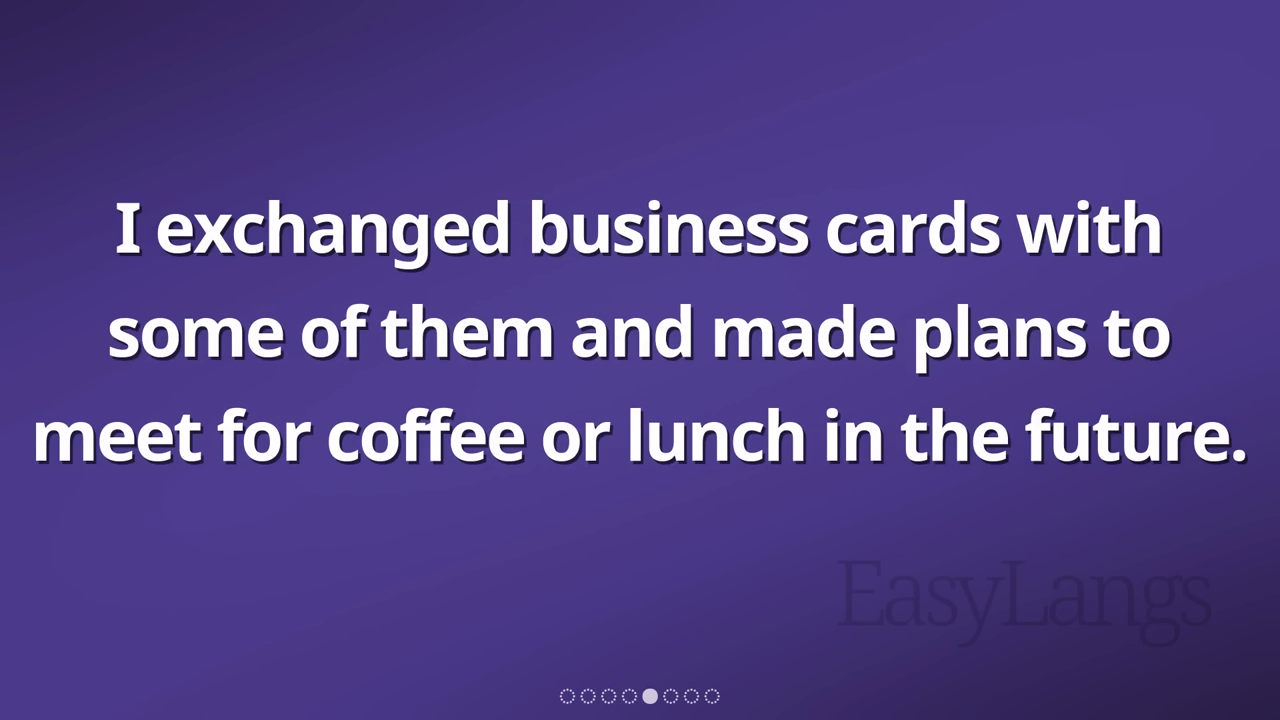 I exchanged business cards with
some of them and made plans to
meet for coffee or lunch in the future.
EasyLangs